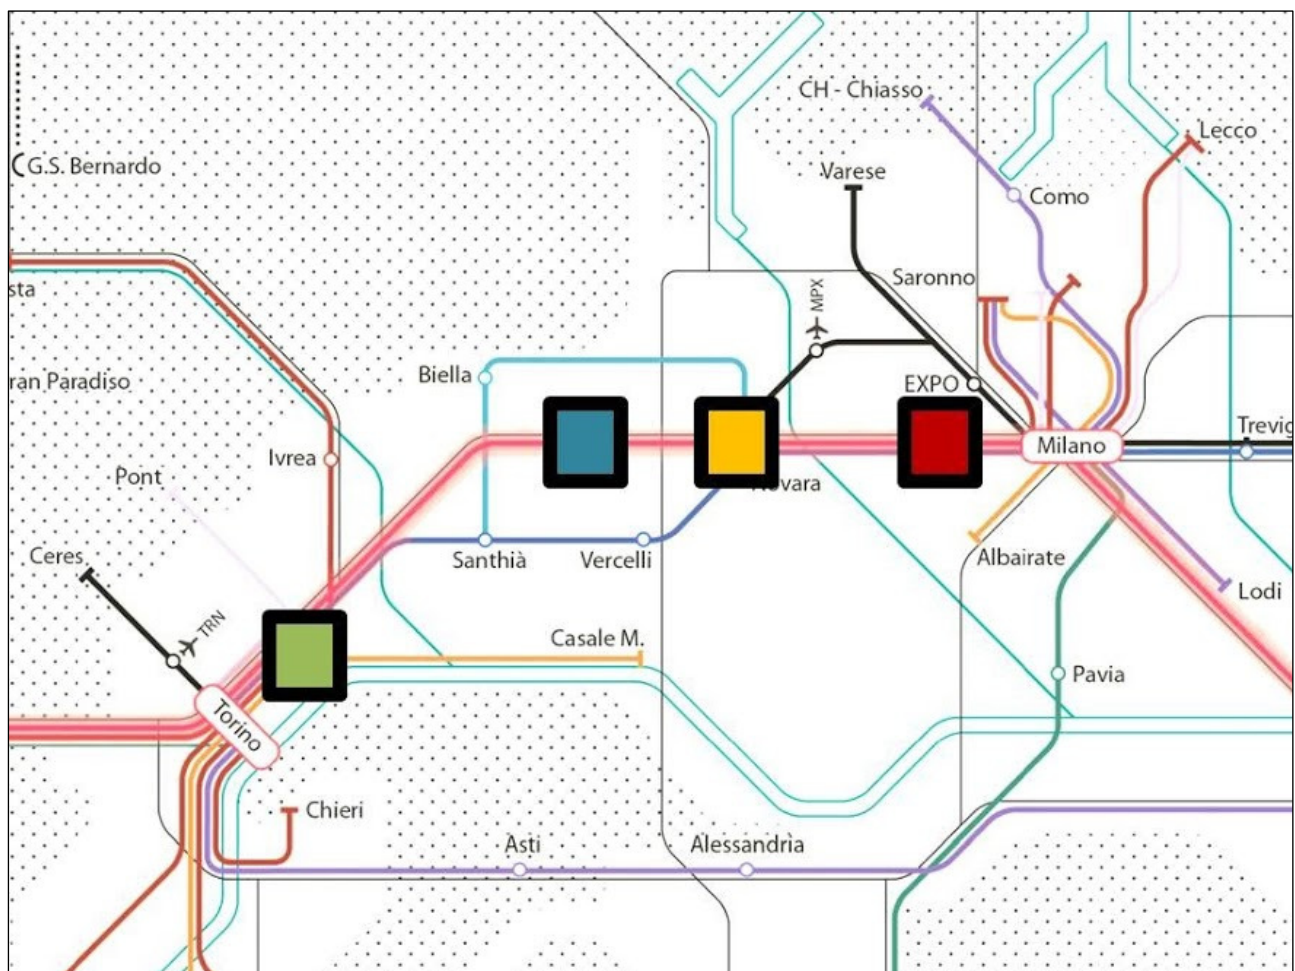 CH - Chiasso
Lecco
G.S. Bernardo
Varese
Como
Saronno
MPX
sta
ran Paradiso
Biella
EXPO
Milano
Trevig
Ivrea
Pont
vara
Santhià
Vercelli
Albairate
Ceres
Lodi
TRN
Casale M.
Pavia
Torino
Chieri
Asti
Alessandria